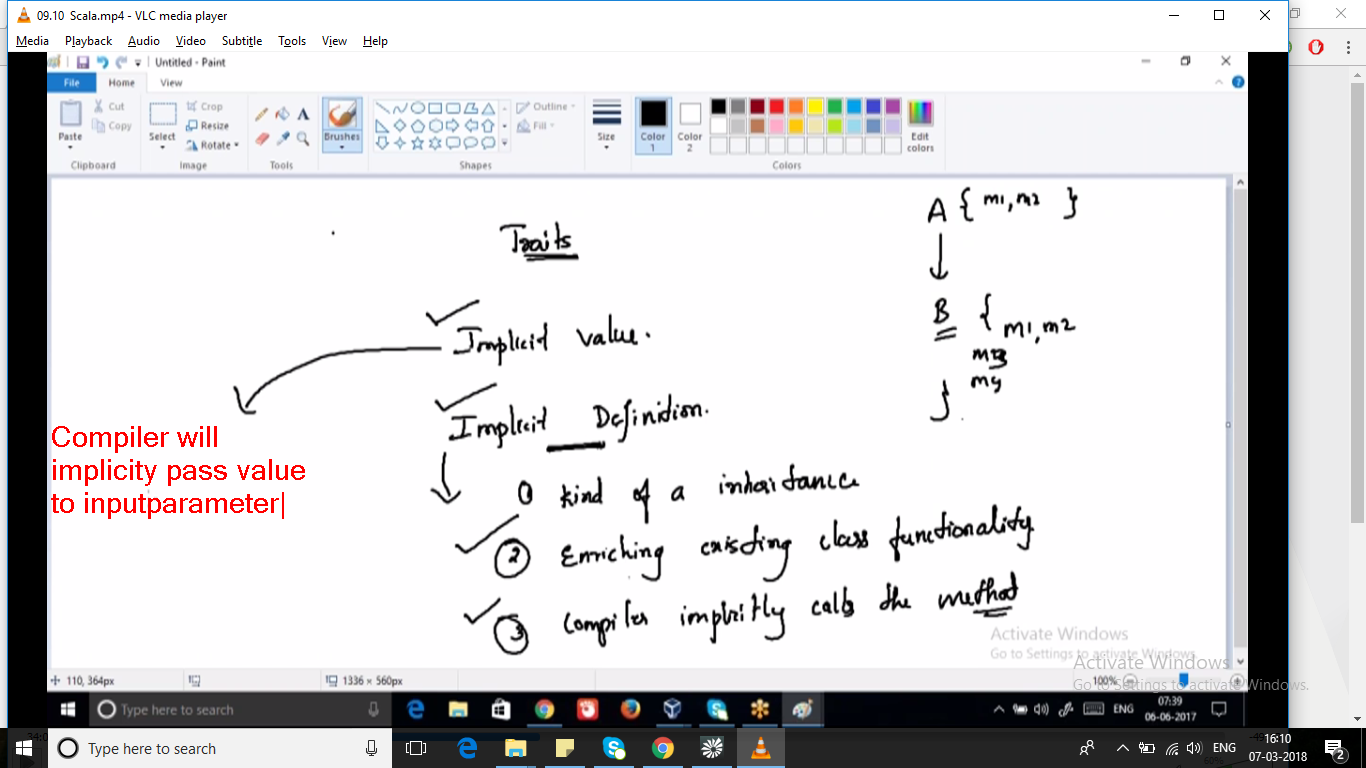 09.10 Scala.mp4 - VLC media player
Media Playback Audio Video Subtitle Tools View Help
Untitled - Paint
File Home View
Paste
Cut
Copy
Clipboard
Select
Crop
Resize
Rotate
Image
Tools
Brushes
Shapes
Outline
Fill
Size
Color 1
Color 2
Colors
Edit colors
Traits
A { m1, m2 }
B {
m1, m2
m3
my
}
Implicit value.
Implicit Definition.
Compiler will
implicity pass value
to inputparameter
① kind of a inheritance
② Enriching existing class functionality
③ Compiler implicitly calls the method
Activate Windows
Go to Settings to activate Windows.
Activate Windows
Go to Settings to activate Windows.
110, 364px
1336 × 560px
100%
Type here to search
ENG
07:39
06-06-2017
Type here to search
ENG
16:10
07-03-2018
2